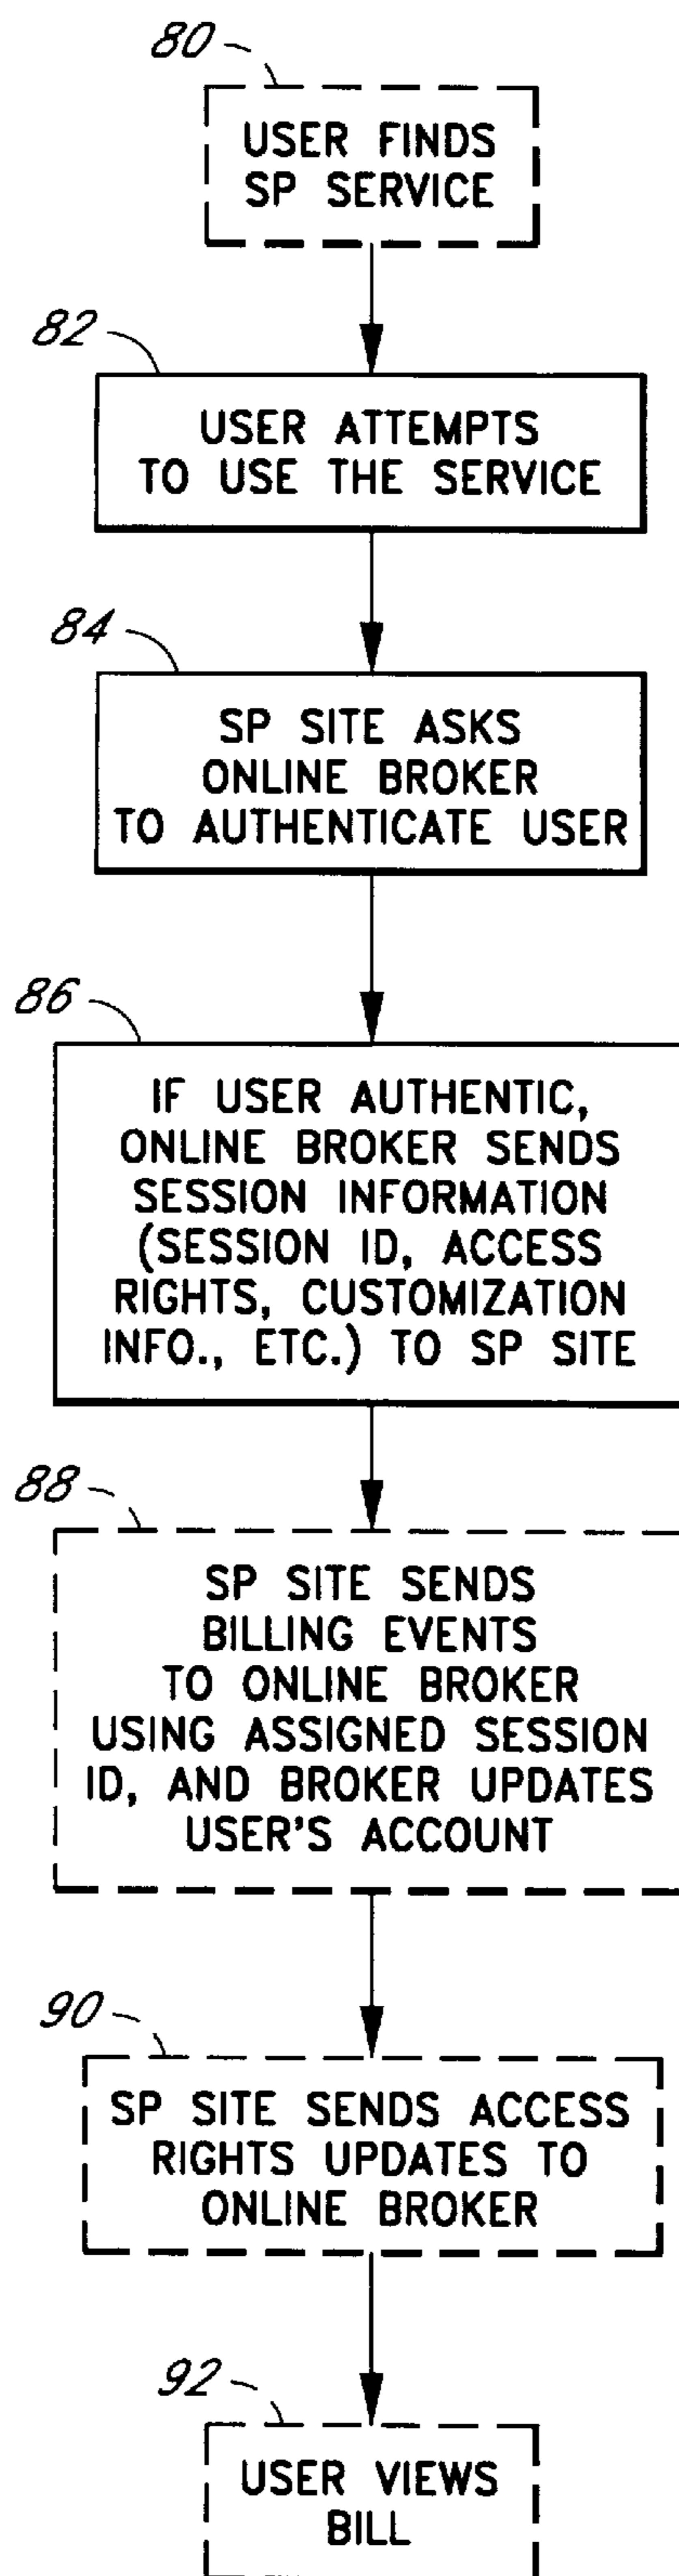 80
USER FINDS
SP SERVICE
82
USER ATTEMPTS
TO USE THE SERVICE
84
SP SITE ASKS
ONLINE BROKER
TO AUTHENTICATE USER
86
IF USER AUTHENTIC,
ONLINE BROKER SENDS
SESSION INFORMATION
(SESSION ID, ACCESS
RIGHTS, CUSTOMIZATION
INFO., ETC.) TO SP SITE
88
SP SITE SENDS
BILLING EVENTS
TO ONLINE BROKER
USING ASSIGNED SESSION
ID, AND BROKER UPDATES
USER'S ACCOUNT
90
SP SITE SENDS ACCESS
RIGHTS UPDATES TO
ONLINE BROKER
92
USER VIEWS
BILL